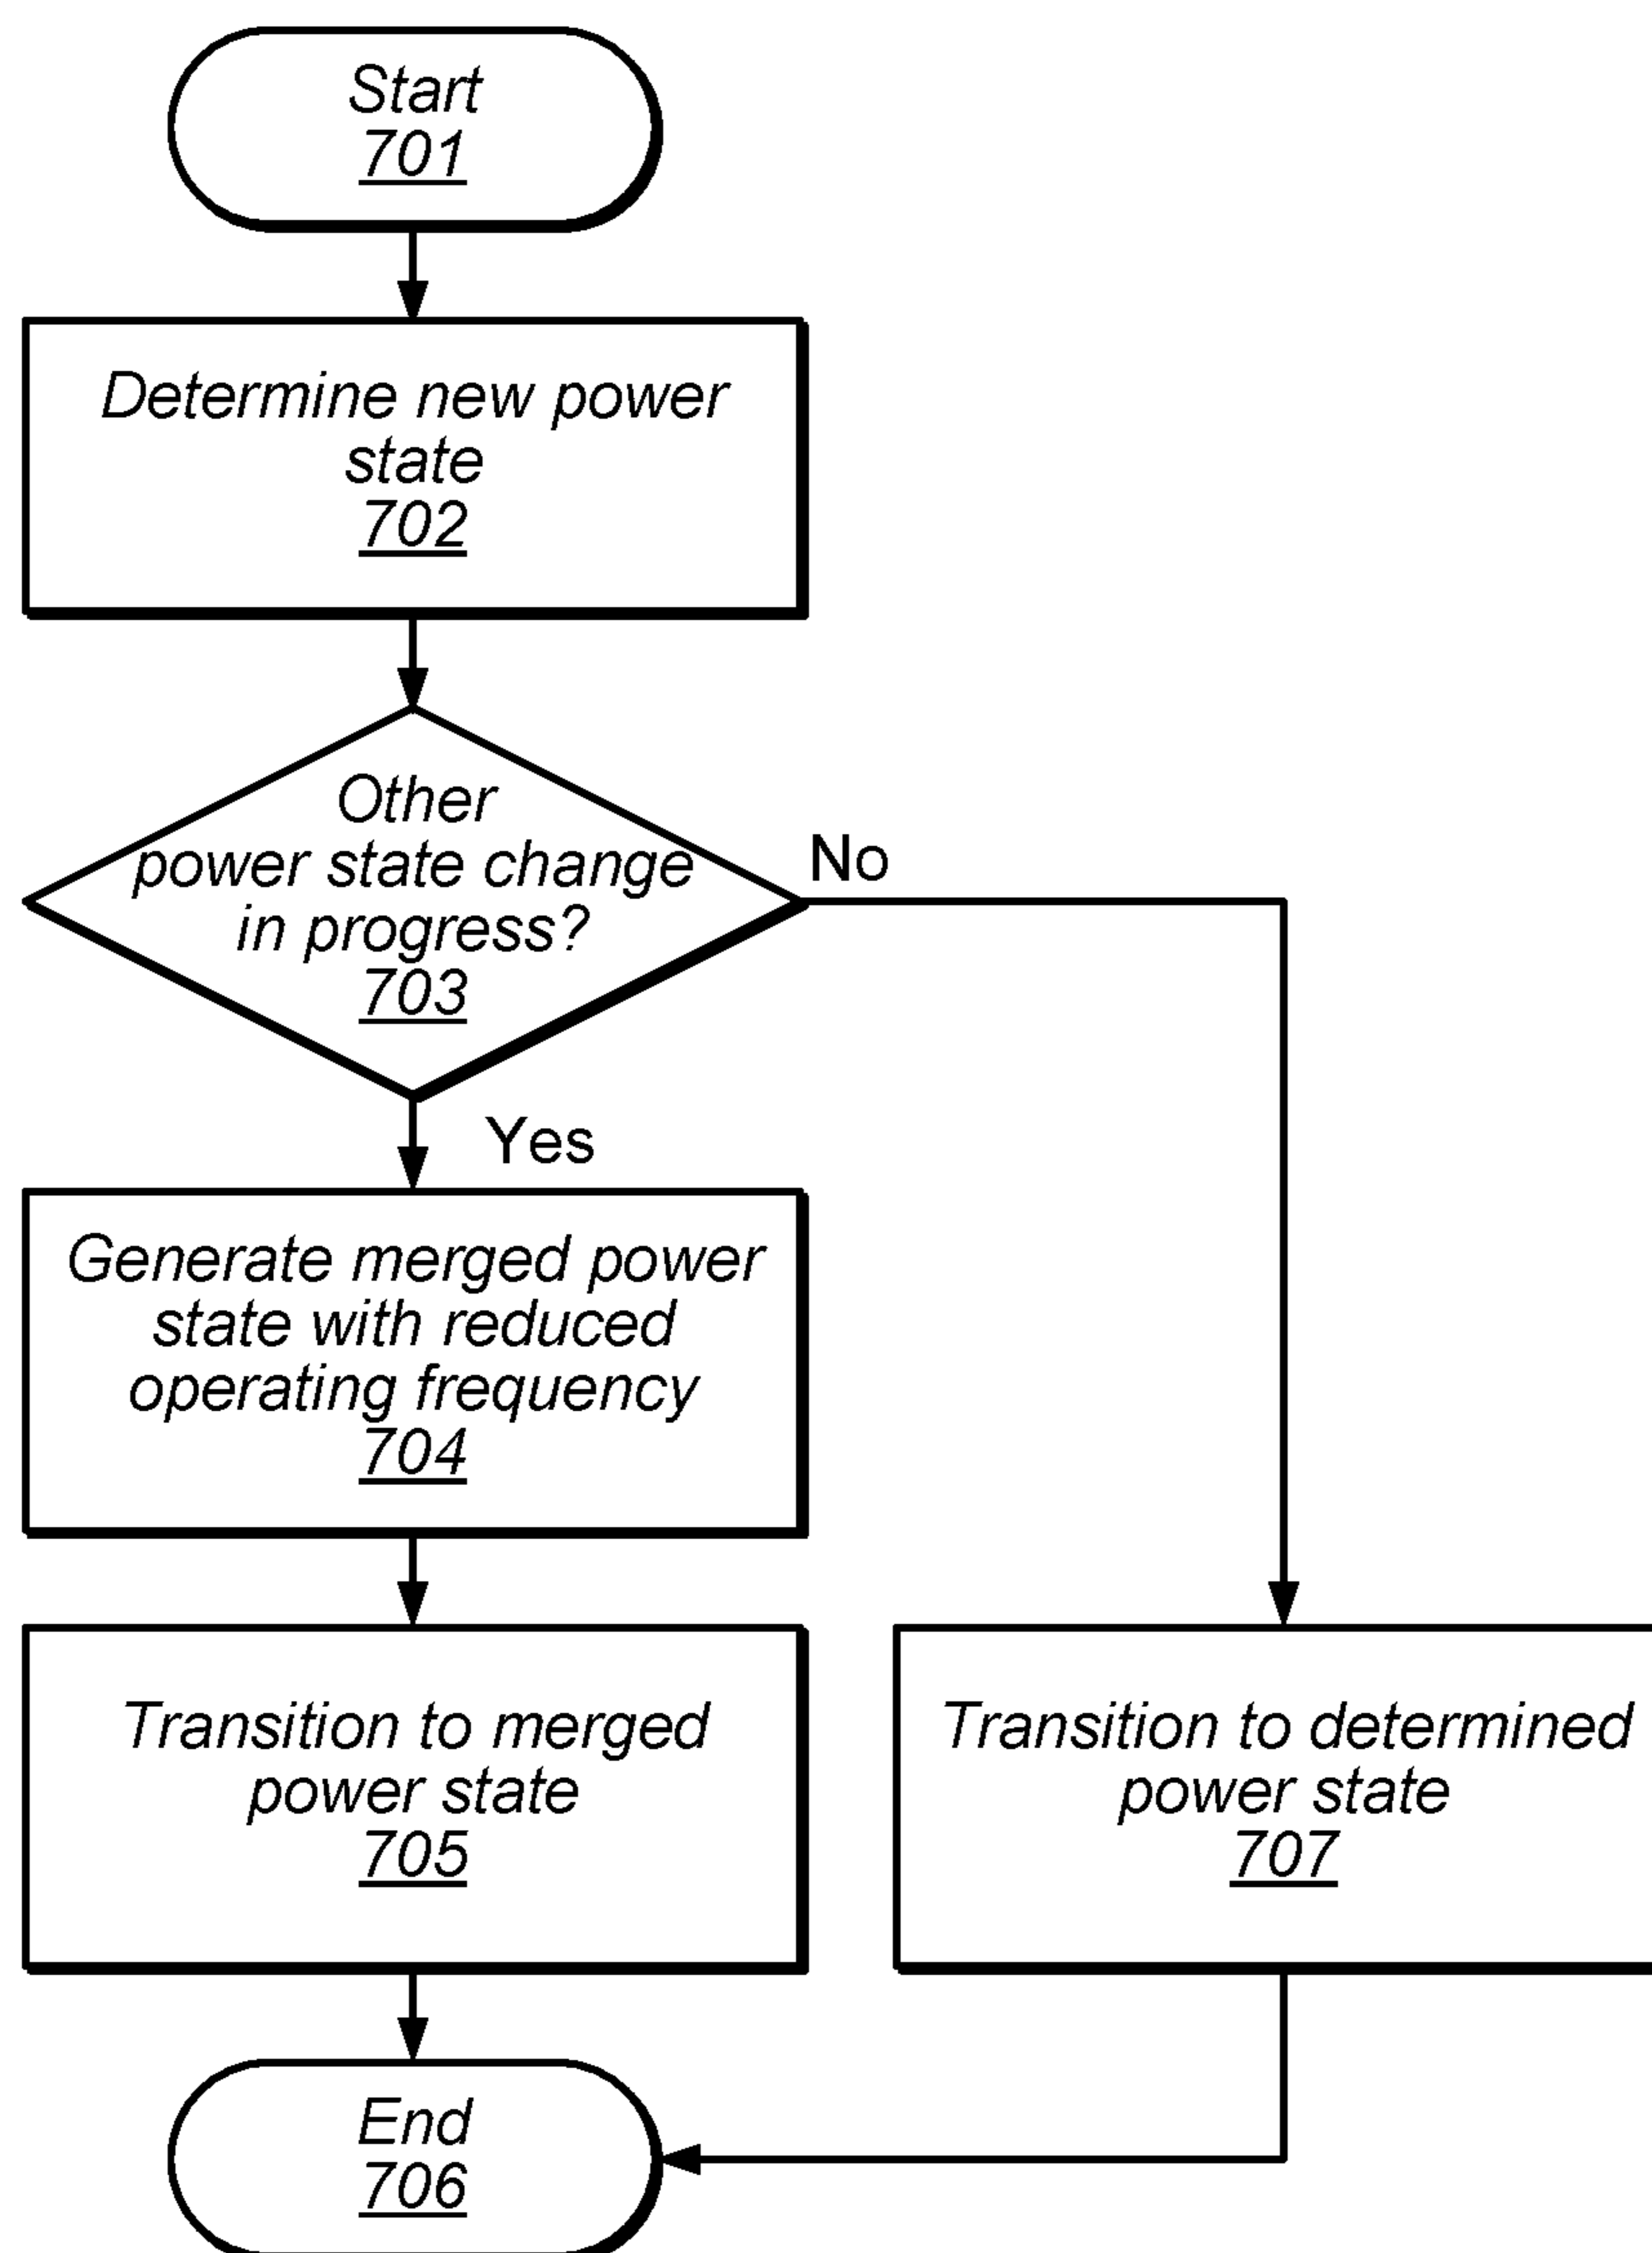 Start
701
Determine new power
state
702
Other
power state change
in progress?
703
No
Yes
Generate merged power
state with reduced
operating frequency
704
Transition to merged
power state
705
Transition to determined
power state
707
End
706